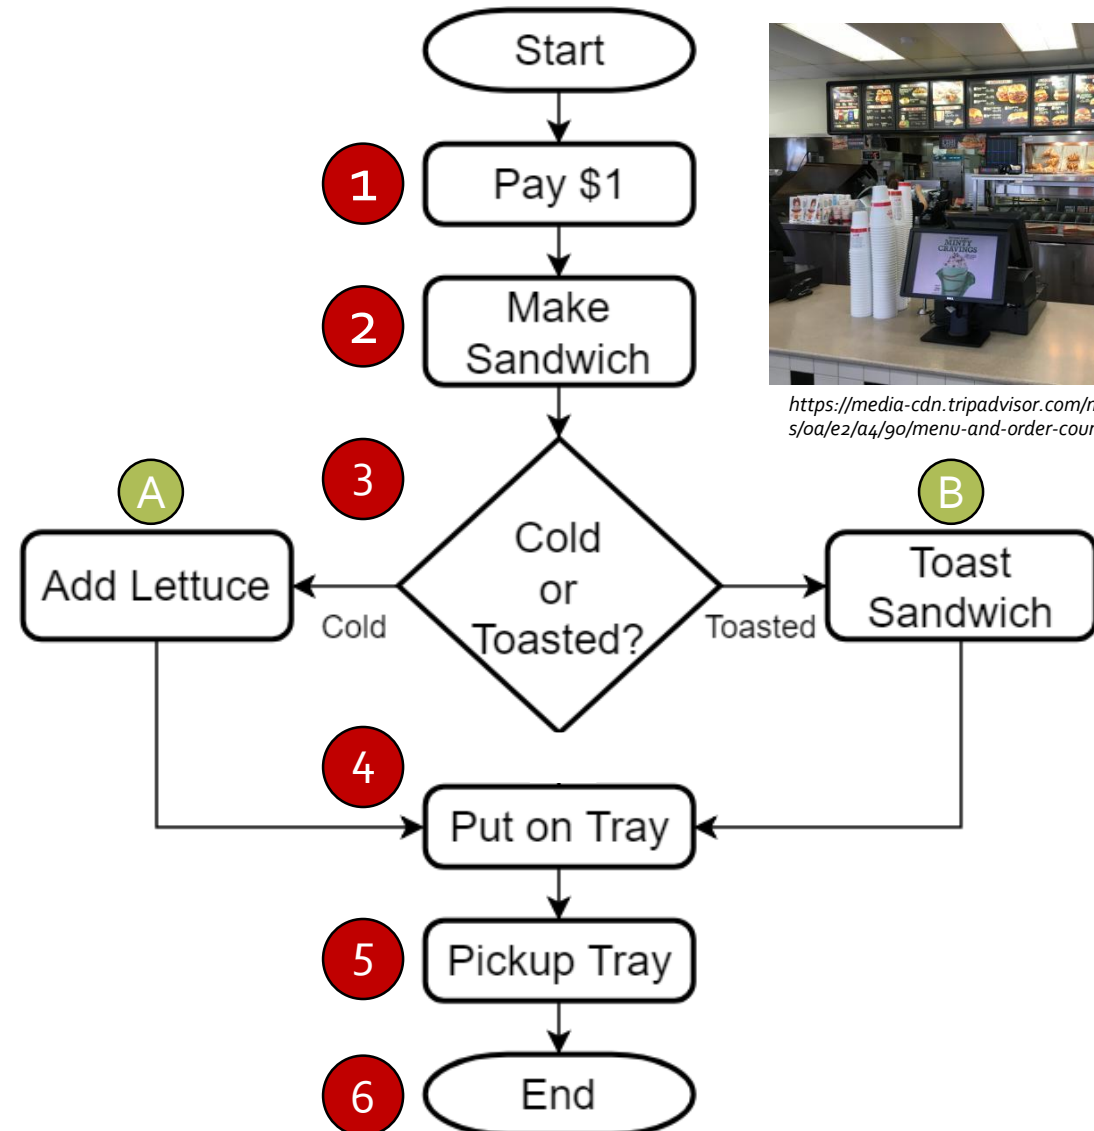 Start
1
Pay $1
2
Make
Sandwich
3
Cold
or
Toasted?
A
Add Lettuce
Cold
B
Toast
Sandwich
Toasted
4
Put on Tray
5
Pickup Tray
6
End
MINTY
CRAVINGS
https://media-cdn.tripadvisor.com/
s/0a/e2/a4/90/menu-and-order-cour